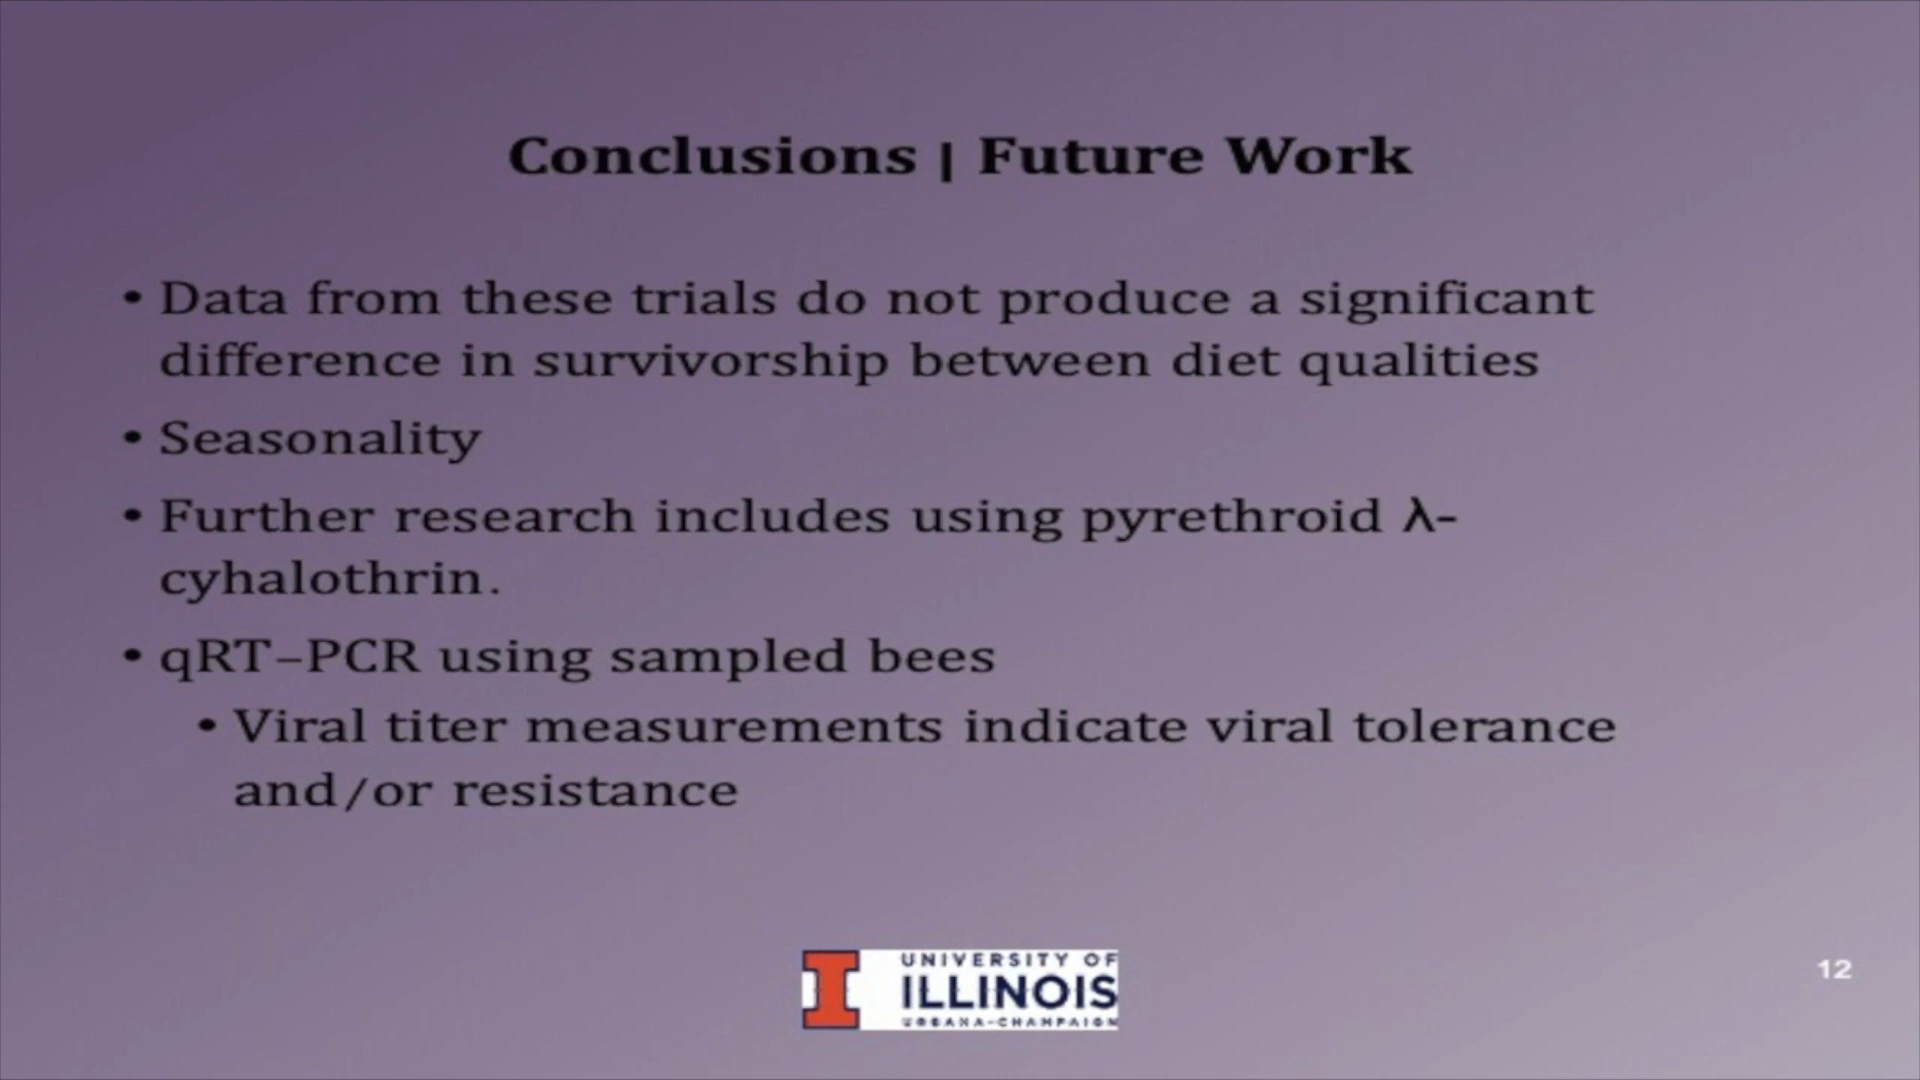 Conclusions | Future Work
• Data from these trials do not produce a significant
difference in survivorship between diet qualities
• Seasonality
• Further research includes using pyrethroid λ-
cyhalothrin.
• qRT–PCR using sampled bees
• Viral titer measurements indicate viral tolerance
and/or resistance
UNIVERSITY OF
ILLINOIS
URBANA-CHAMPAIGN
12